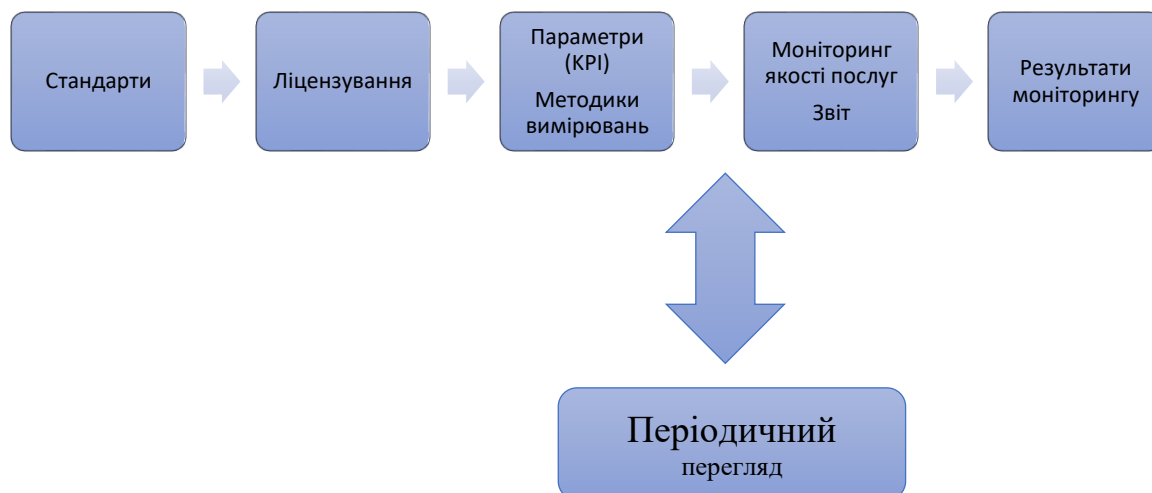 Стандарти
Ліцензування
Параметри
(KPI)
Методики
вимірювань
Моніторинг
якості послуг
Звіт
Результати
моніторингу
Періодичний
перегляд